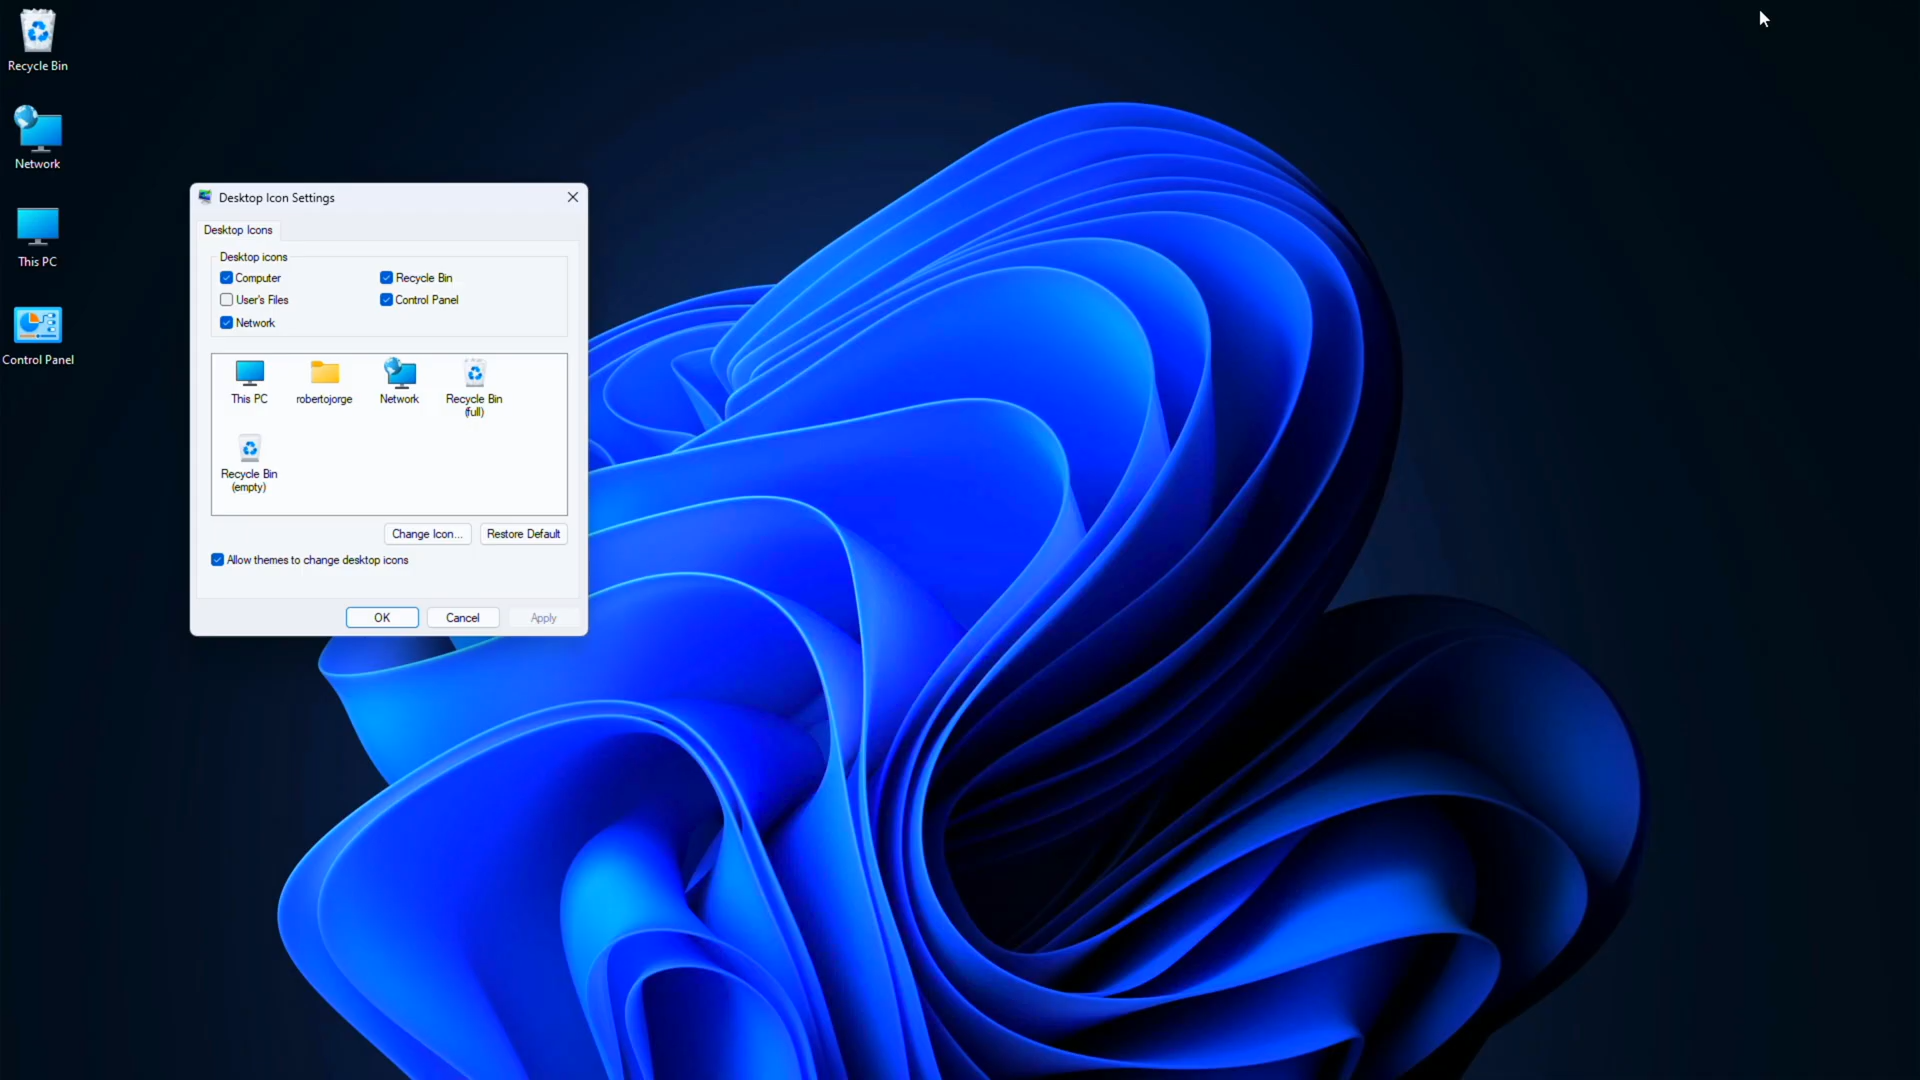 Recycle Bin
Network
This PC
Control Panel
Desktop Icon Settings
Desktop Icons
Desktop icons
Computer
Recycle Bin
User's Files
Control Panel
Network
This PC
robertojorge
Network
Recycle Bin
(full)
Recycle Bin
(empty)
Change Icon...
Restore Default
Allow themes to change desktop icons
OK
Cancel
Apply